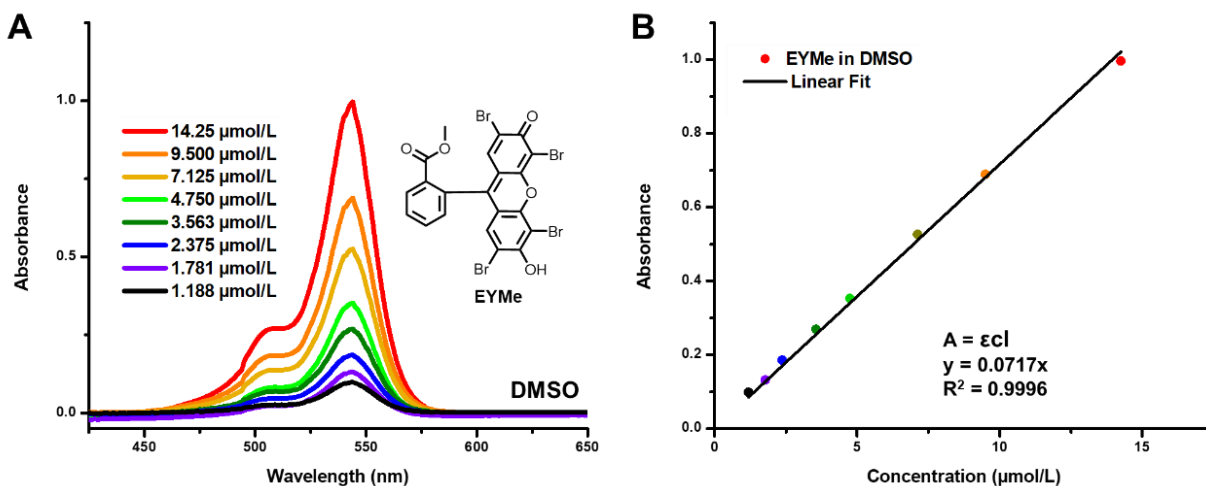 A
Absorbance
1.0
0.5
0.0
14.25 µmol/L
9.500 µmol/L
7.125 µmol/L
4.750 µmol/L
3.563 µmol/L
2.375 µmol/L
1.781 µmol/L
1.188 µmol/L
Br
O
O
O
Br
O
Br
Br
OH
EYMe
DMSO
450
500
550
600
650
Wavelength (nm)
B
Absorbance
1.0
0.8
0.6
0.4
0.2
0.0
EYMe in DMSO
Linear Fit
A = εcl
y = 0.0717x
R² = 0.9996
0
5
10
15
Concentration (µmol/L)